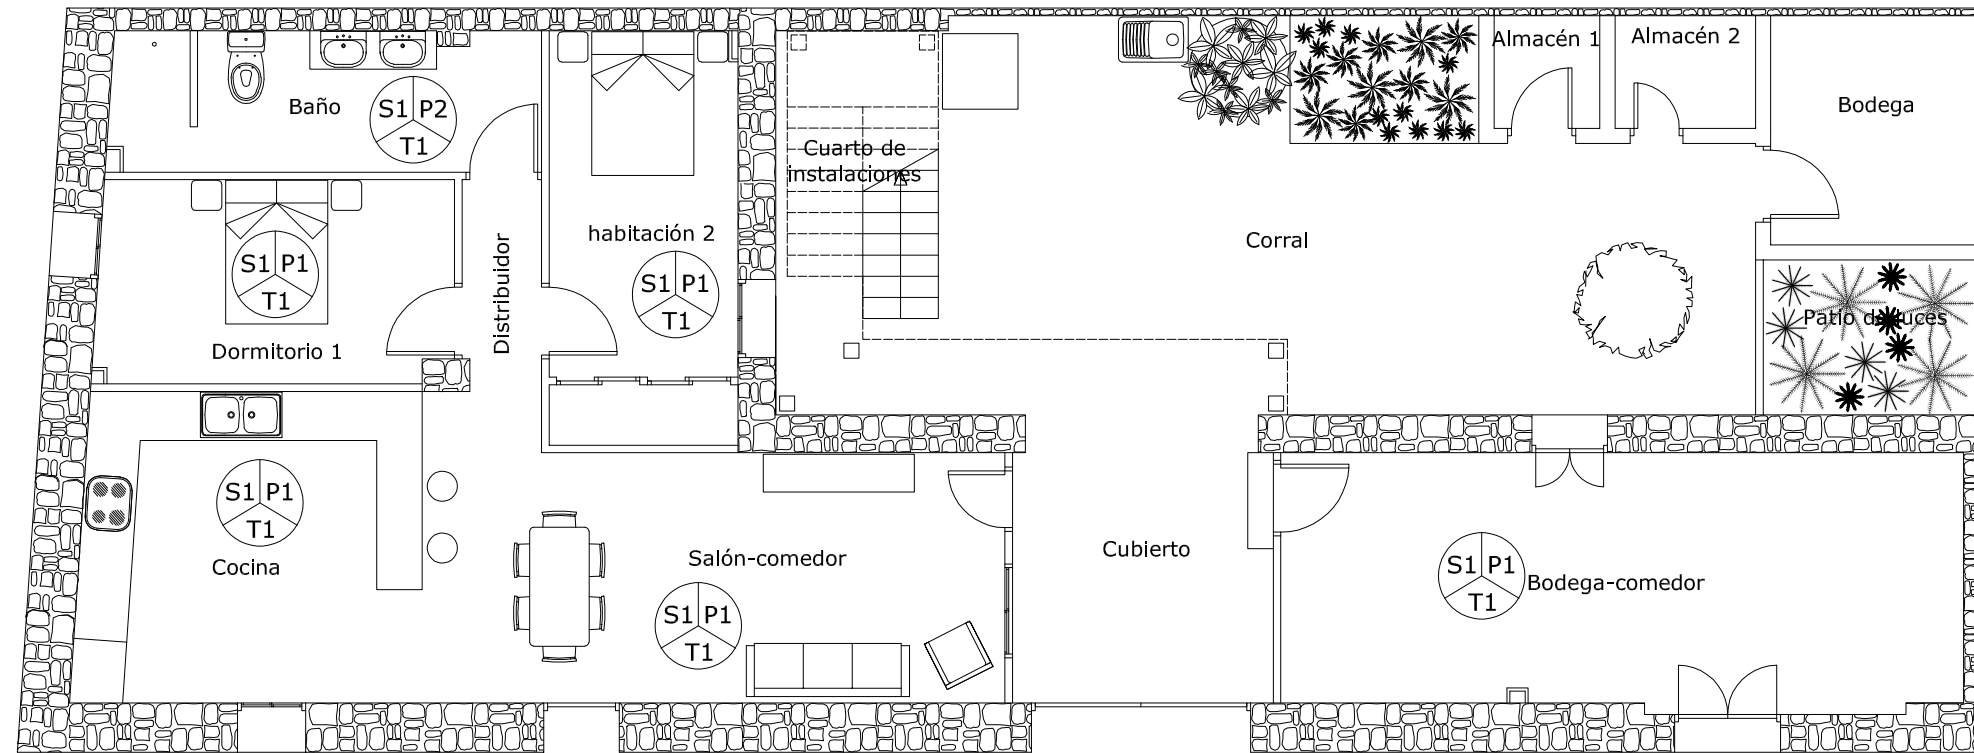 Almacén 1
Almacén 2
Bodega
Baño
S1 P2
T1
Cuarto de
instalaciones
habitación 2
Corral
S1 P1
T1
S1 P1
T1
Distribuidor
Dormitorio 1
Patio de luces
S1 P1
T1
Cocina
Salón-comedor
S1 P1
T1
Cubierto
S1 P1
T1
Bodega-comedor